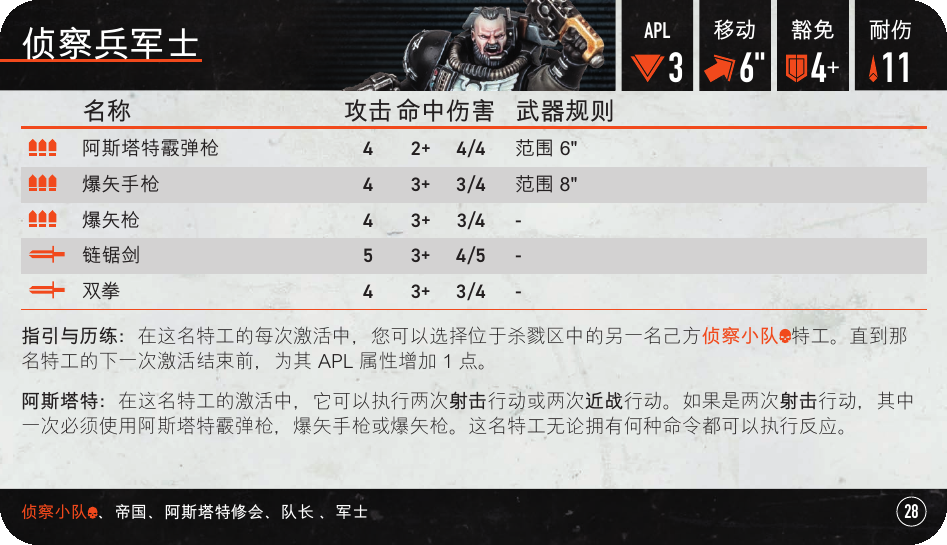 侦察兵军士
APL 移动 豁免 耐伤
3 6" 4+ 11
名称 攻击 命中 伤害 武器规则
阿斯塔特霰弹枪 4 2+ 4/4 范围 6"
爆矢手枪 4 3+ 3/4 范围 8"
爆矢枪 4 3+ 3/4 -
链锯剑 5 3+ 4/5 -
双拳 4 3+ 3/4 -
指引与历练：在这名特工的每次激活中，您可以选择位于杀戮区中的另一名己方侦察小队特工。直到那
名特工的下一次激活结束前，为其 APL 属性增加 1 点。
阿斯塔特：在这名特工的激活中，它可以执行两次射击行动或两次近战行动。如果是两次射击行动，其中
一次必须使用阿斯塔特霰弹枪，爆矢手枪或爆矢枪。这名特工无论拥有何种命令都可以执行反应。
侦察小队、帝国、阿斯塔特修会、队长 、军士
28